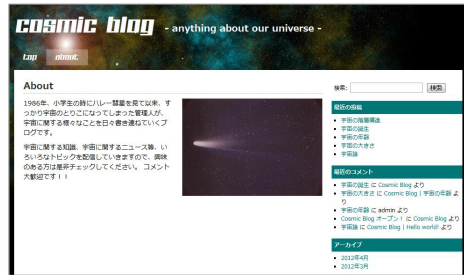 cosmic blog - anything about our universe -
top about
About
1986年、小学生の時にハレー彗星を見て以来、す
っかり宇宙のとりこになってしまった管理人が、
宇宙に関する様々なことを日々書き連ねていくブ
ログです。
宇宙に関する知識、宇宙に関するニュース等、い
ろいろなトピックを配信していきますので、興味
のある方は是非チェックしてください。 コメント
大歓迎です！！
検索: 検索
最近の投稿
宇宙の階層構造
宇宙の誕生
宇宙の年齢
宇宙の大きさ
宇宙論
最近のコメント
宇宙の誕生 に Cosmic Blog より
宇宙の大きさ に Cosmic Blog | 宇宙の年齢 よ
り
宇宙の年齢 に admin より
Cosmic Blog オープン！ に Cosmic Blog より
宇宙論 に Cosmic Blog | Hello world! より
アーカイブ
2012年4月
2012年3月